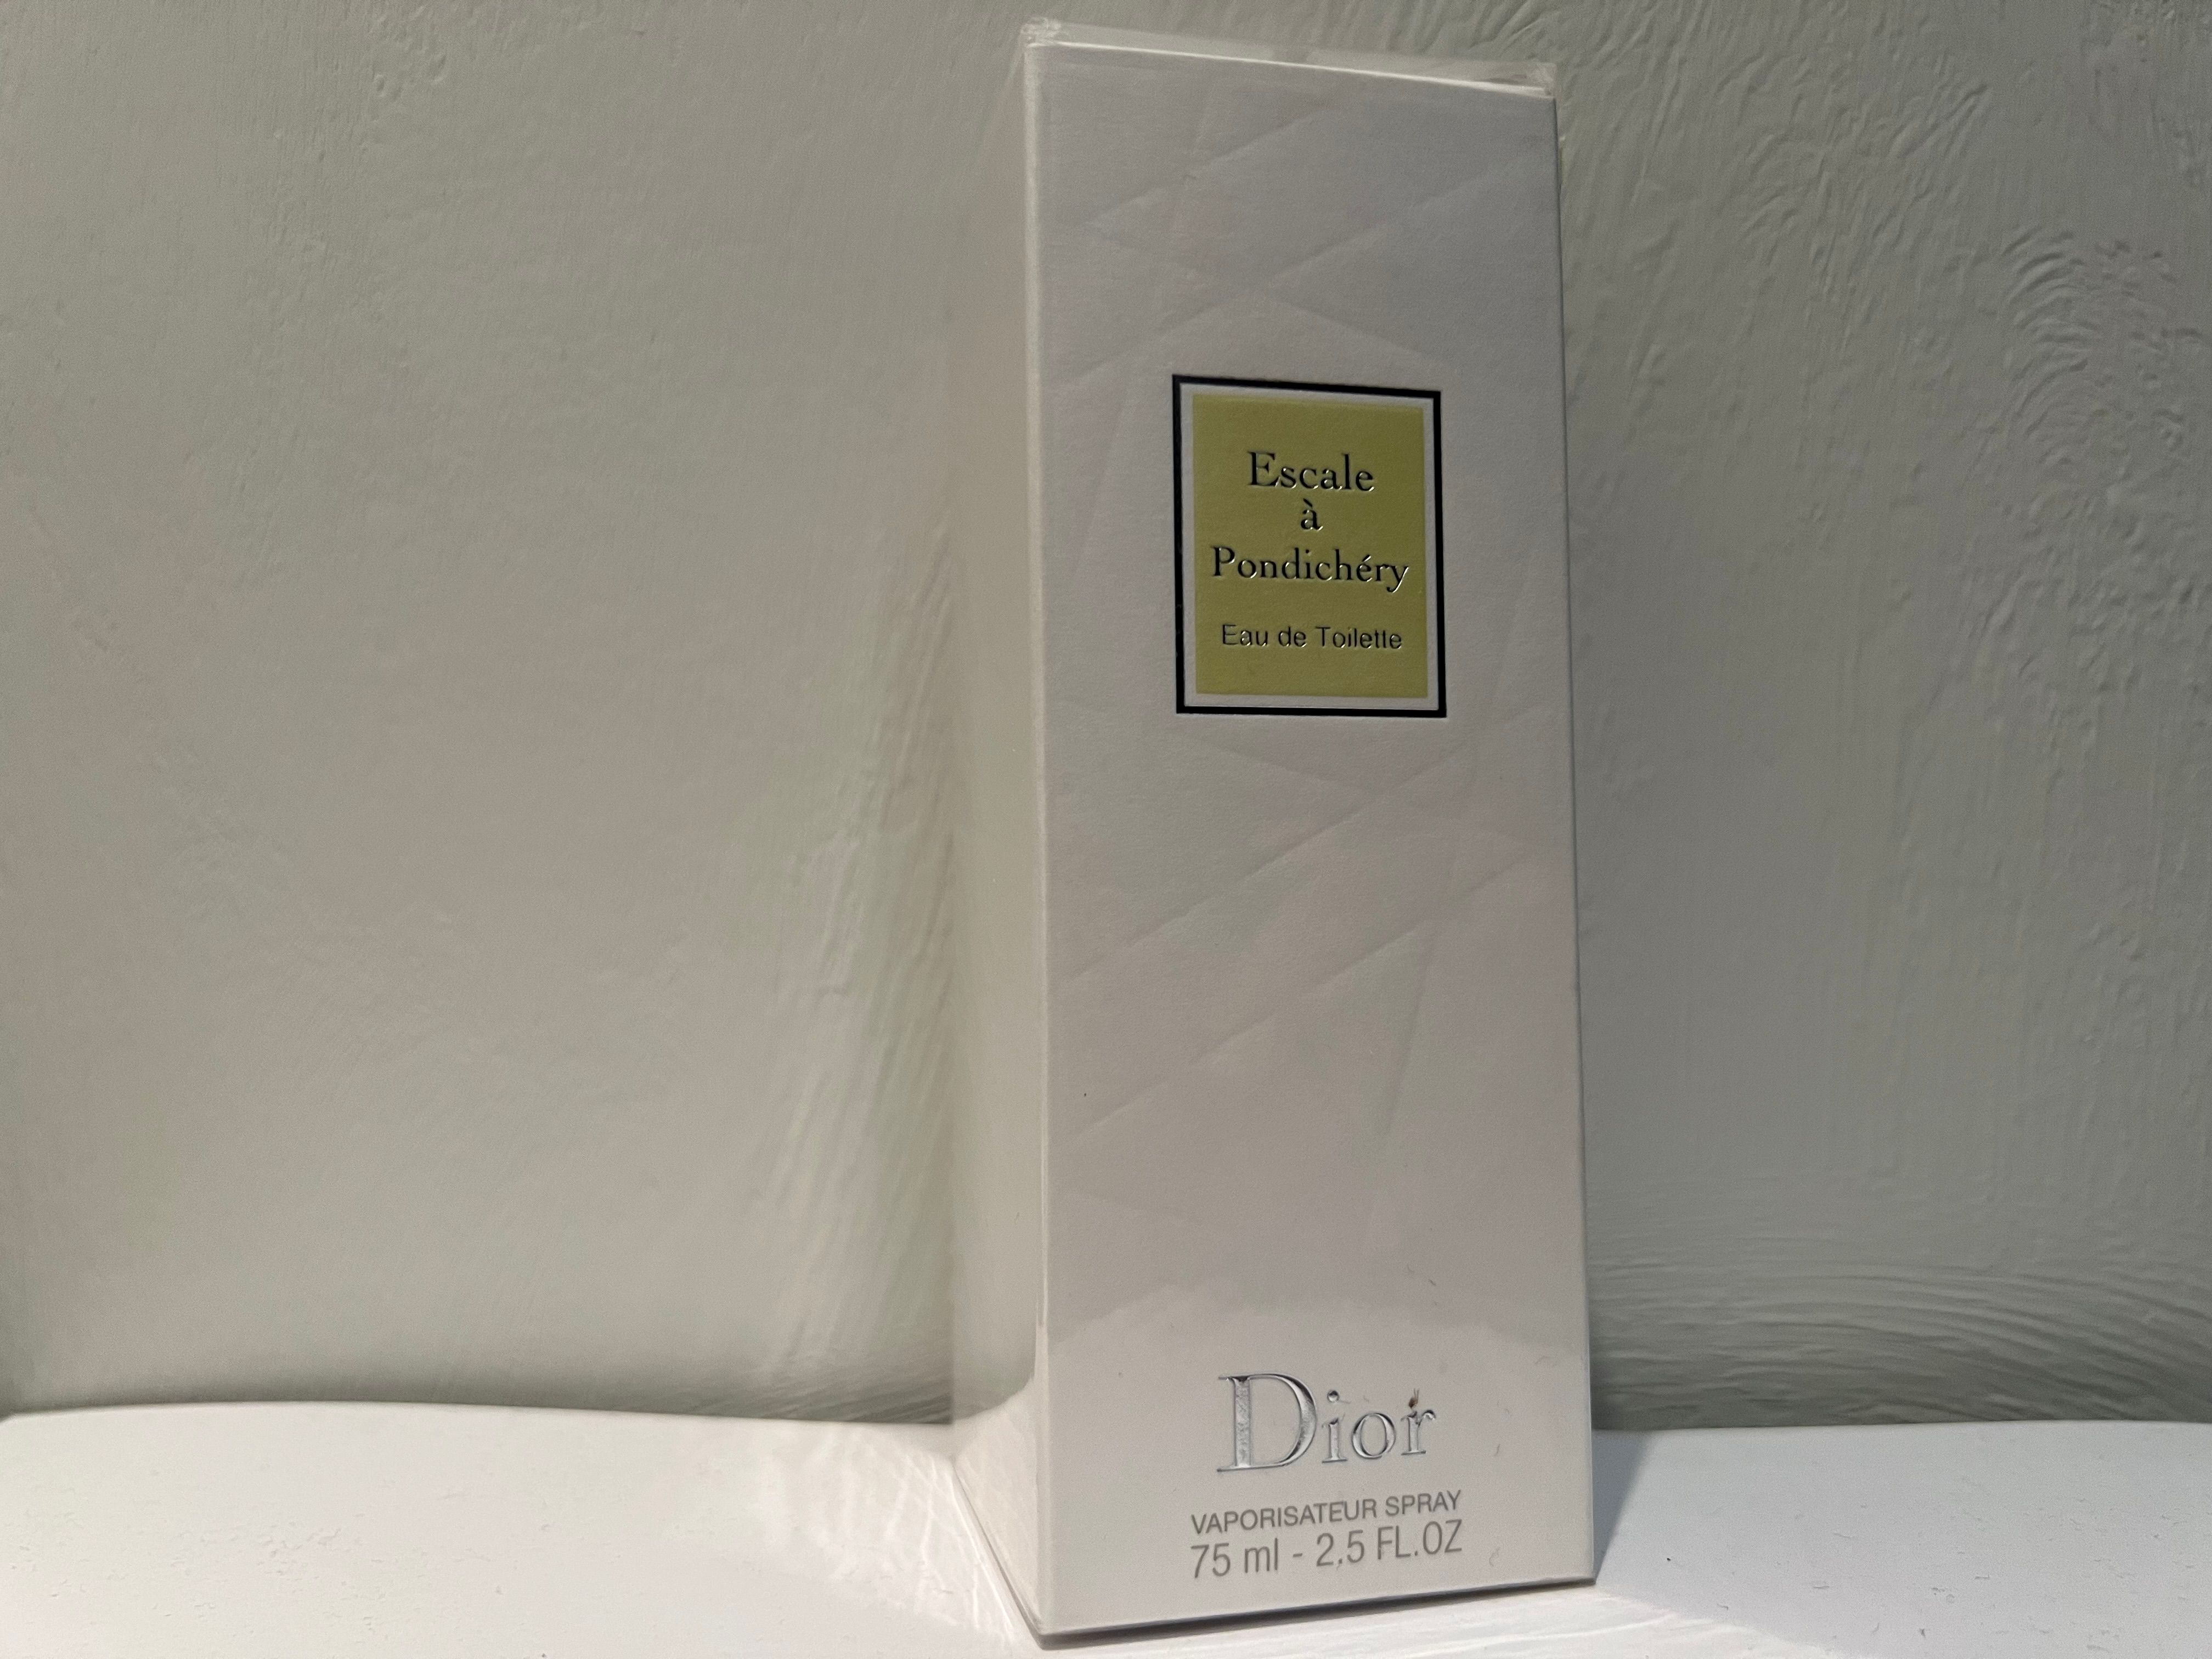 Escale
à
Pondichéry
Eau de Toilette
Dior
VAPORISATEUR SPRAY
75 ml - 2,5 FL.OZ